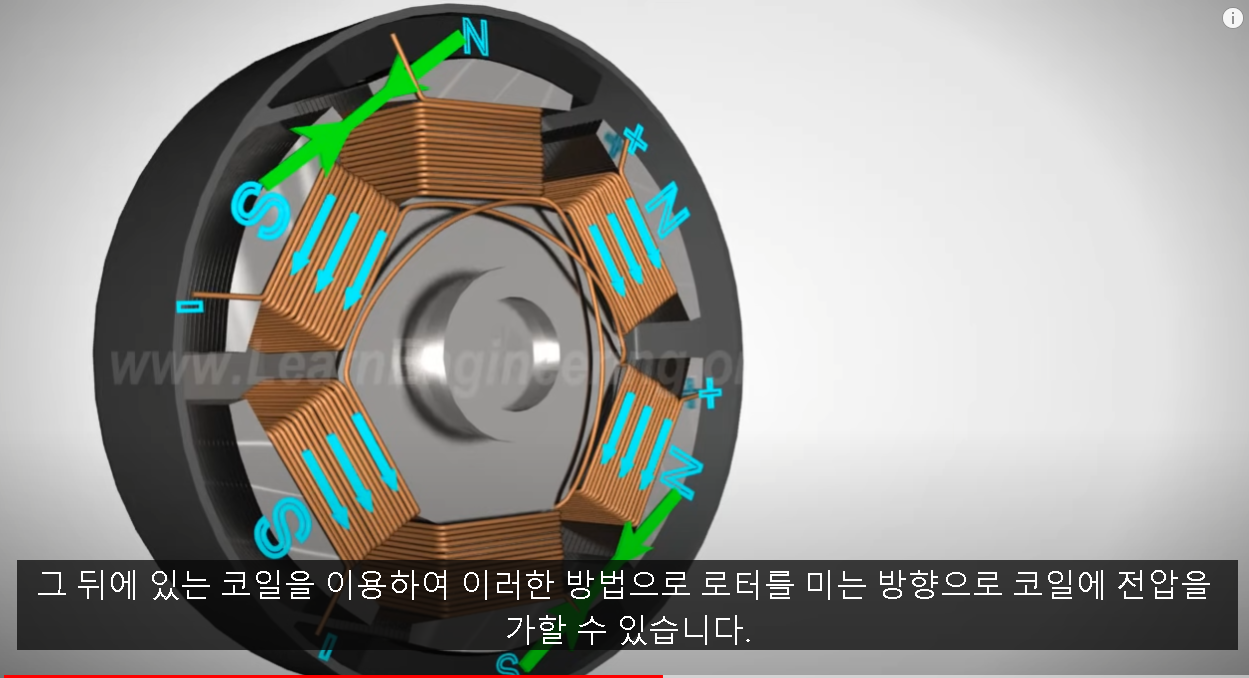 N
+
S
N
-
www.LearnEngineering.or
+
N
S
-
S
그 뒤에 있는 코일을 이용하여 이러한 방법으로 로터를 미는 방향으로 코일에 전압을
가할 수 있습니다.